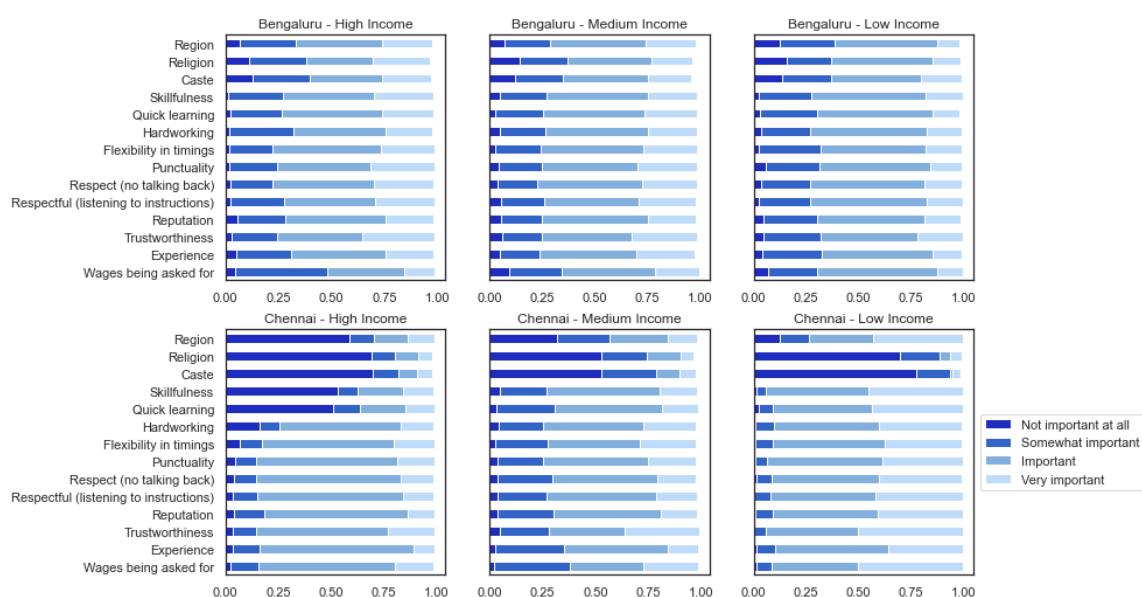 Bengaluru - High Income
Bengaluru - Medium Income
Bengaluru - Low Income
Region
Religion
Caste
Skillfulness
Quick learning
Hardworking
Flexibility in timings
Punctuality
Respect (no talking back)
Respectful (listening to instructions)
Reputation
Trustworthiness
Experience
Wages being asked for
0.00 0.25 0.50 0.75 1.00
0.00 0.25 0.50 0.75 1.00
0.00 0.25 0.50 0.75 1.00
Chennai - High Income
Chennai - Medium Income
Chennai - Low Income
Region
Religion
Caste
Skillfulness
Quick learning
Hardworking
Flexibility in timings
Punctuality
Respect (no talking back)
Respectful (listening to instructions)
Reputation
Trustworthiness
Experience
Wages being asked for
0.00 0.25 0.50 0.75 1.00
0.00 0.25 0.50 0.75 1.00
0.00 0.25 0.50 0.75 1.00
Not important at all
Somewhat important
Important
Very important